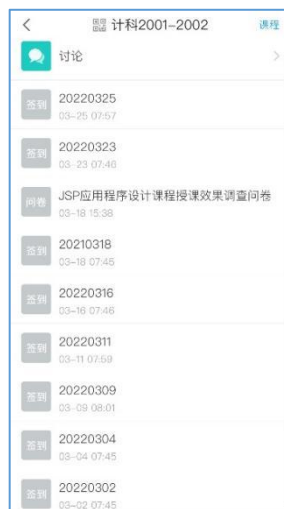 计科2001-2002 课程
讨论
签到 20220325
03-25 07:57
签到 20220323
03-23 07:46
问卷 JSP应用程序设计课程授课效果调查问卷
03-18 15:38
签到 20210318
03-18 07:45
签到 20220316
03-16 07:46
签到 20220311
03-11 07:59
签到 20220309
03-09 08:01
签到 20220304
03-04 07:45
签到 20220302
03-02 07:45